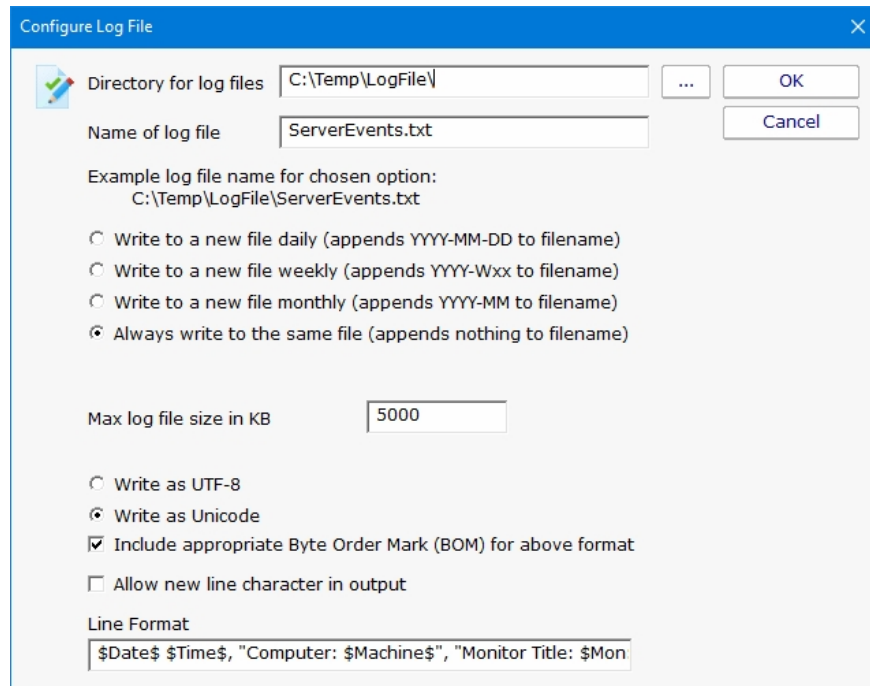 Configure Log File
Directory for log files C:\Temp\LogFile\ ... OK
Name of log file ServerEvents.txt Cancel
Example log file name for chosen option:
C:\Temp\LogFile\ServerEvents.txt
Write to a new file daily (appends YYYY-MM-DD to filename)
Write to a new file weekly (appends YYYY-Wxx to filename)
Write to a new file monthly (appends YYYY-MM to filename)
Always write to the same file (appends nothing to filename)
Max log file size in KB 5000
Write as UTF-8
Write as Unicode
Include appropriate Byte Order Mark (BOM) for above format
Allow new line character in output
Line Format
$Date$ $Time$, "Computer: $Machine$", "Monitor Title: $Mon